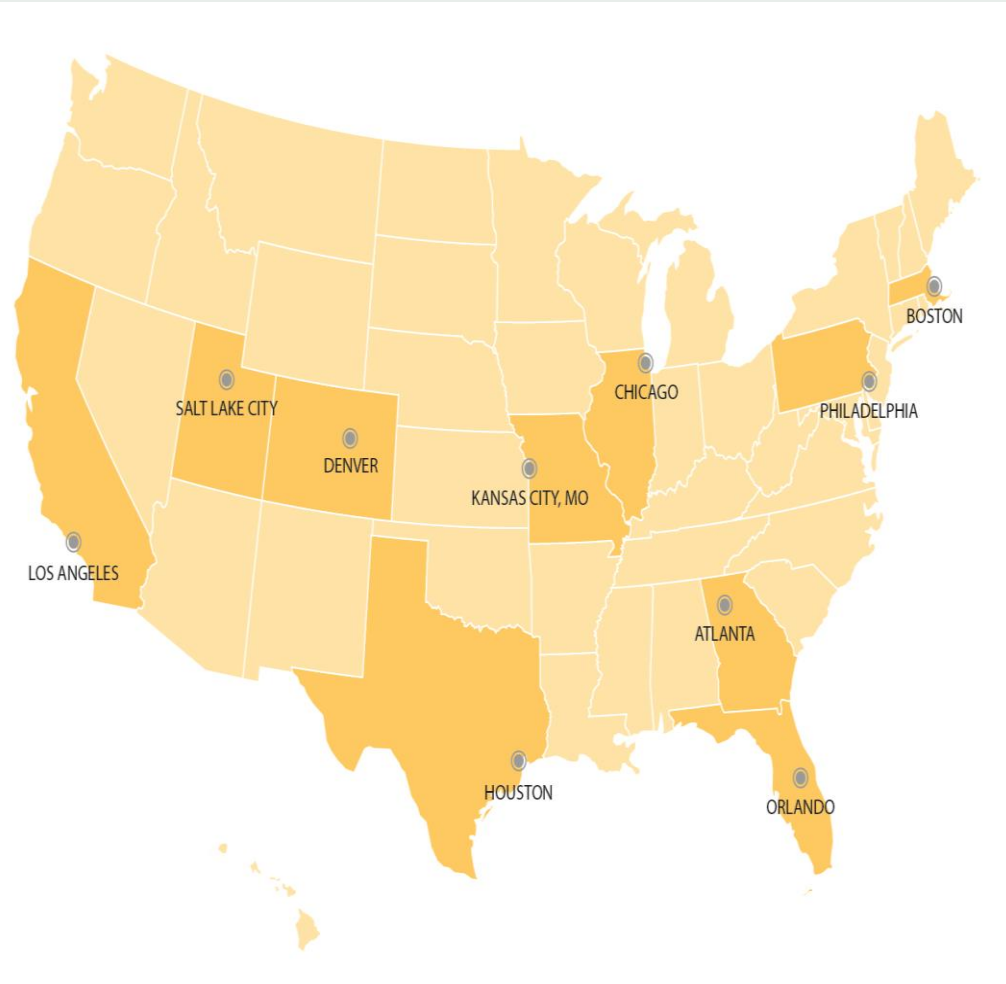 BOSTON
CHICAGO
SALT LAKE CITY
PHILADELPHIA
DENVER
KANSAS CITY, MO
LOS ANGELES
ATLANTA
HOUSTON
ORLANDO